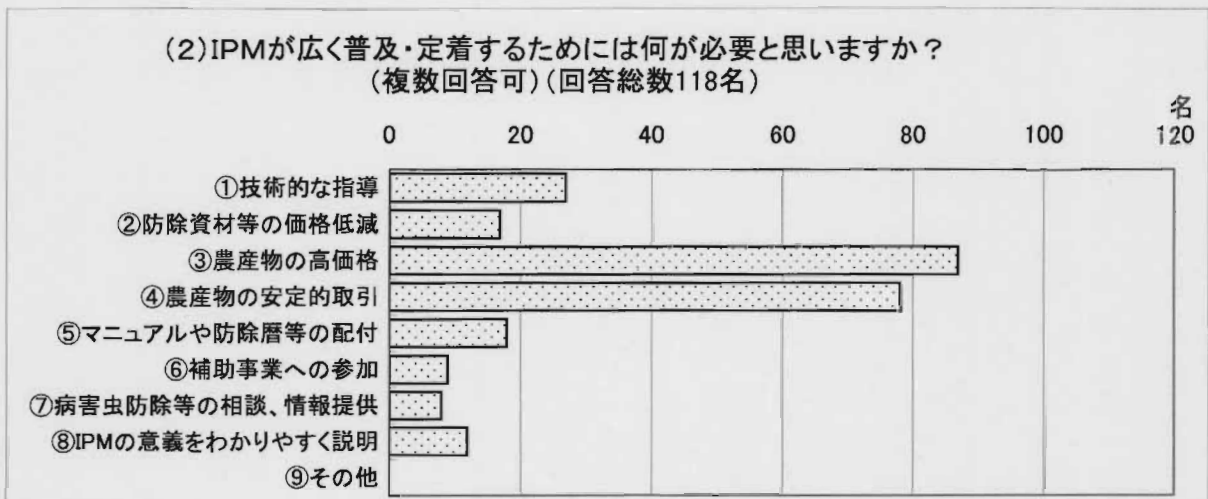 (2)IPMが広く普及・定着するためには何が必要と思いますか？
(複数回答可)(回答総数118名)
名
0 20 40 60 80 100 120
①技術的な指導
②防除資材等の価格低減
③農産物の高価格
④農産物の安定的取引
⑤マニュアルや防除暦等の配付
⑥補助事業への参加
⑦病害虫防除等の相談、情報提供
⑧IPMの意義をわかりやすく説明
⑨その他